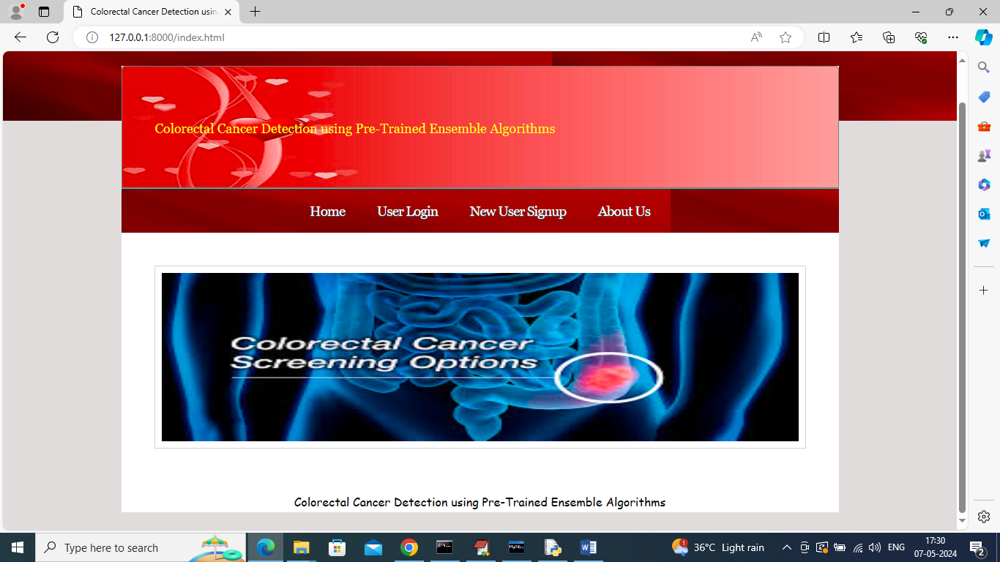 Colorectal Cancer Detection usin
127.0.0.1:8000/index.html
Colorectal Cancer Detection using Pre-Trained Ensemble Algorithms
Home User Login New User Signup About Us
Colorectal Cancer
Screening Options
Colorectal Cancer Detection using Pre-Trained Ensemble Algorithms
Type here to search
36°C Light rain
ENG
17:30
07-05-2024